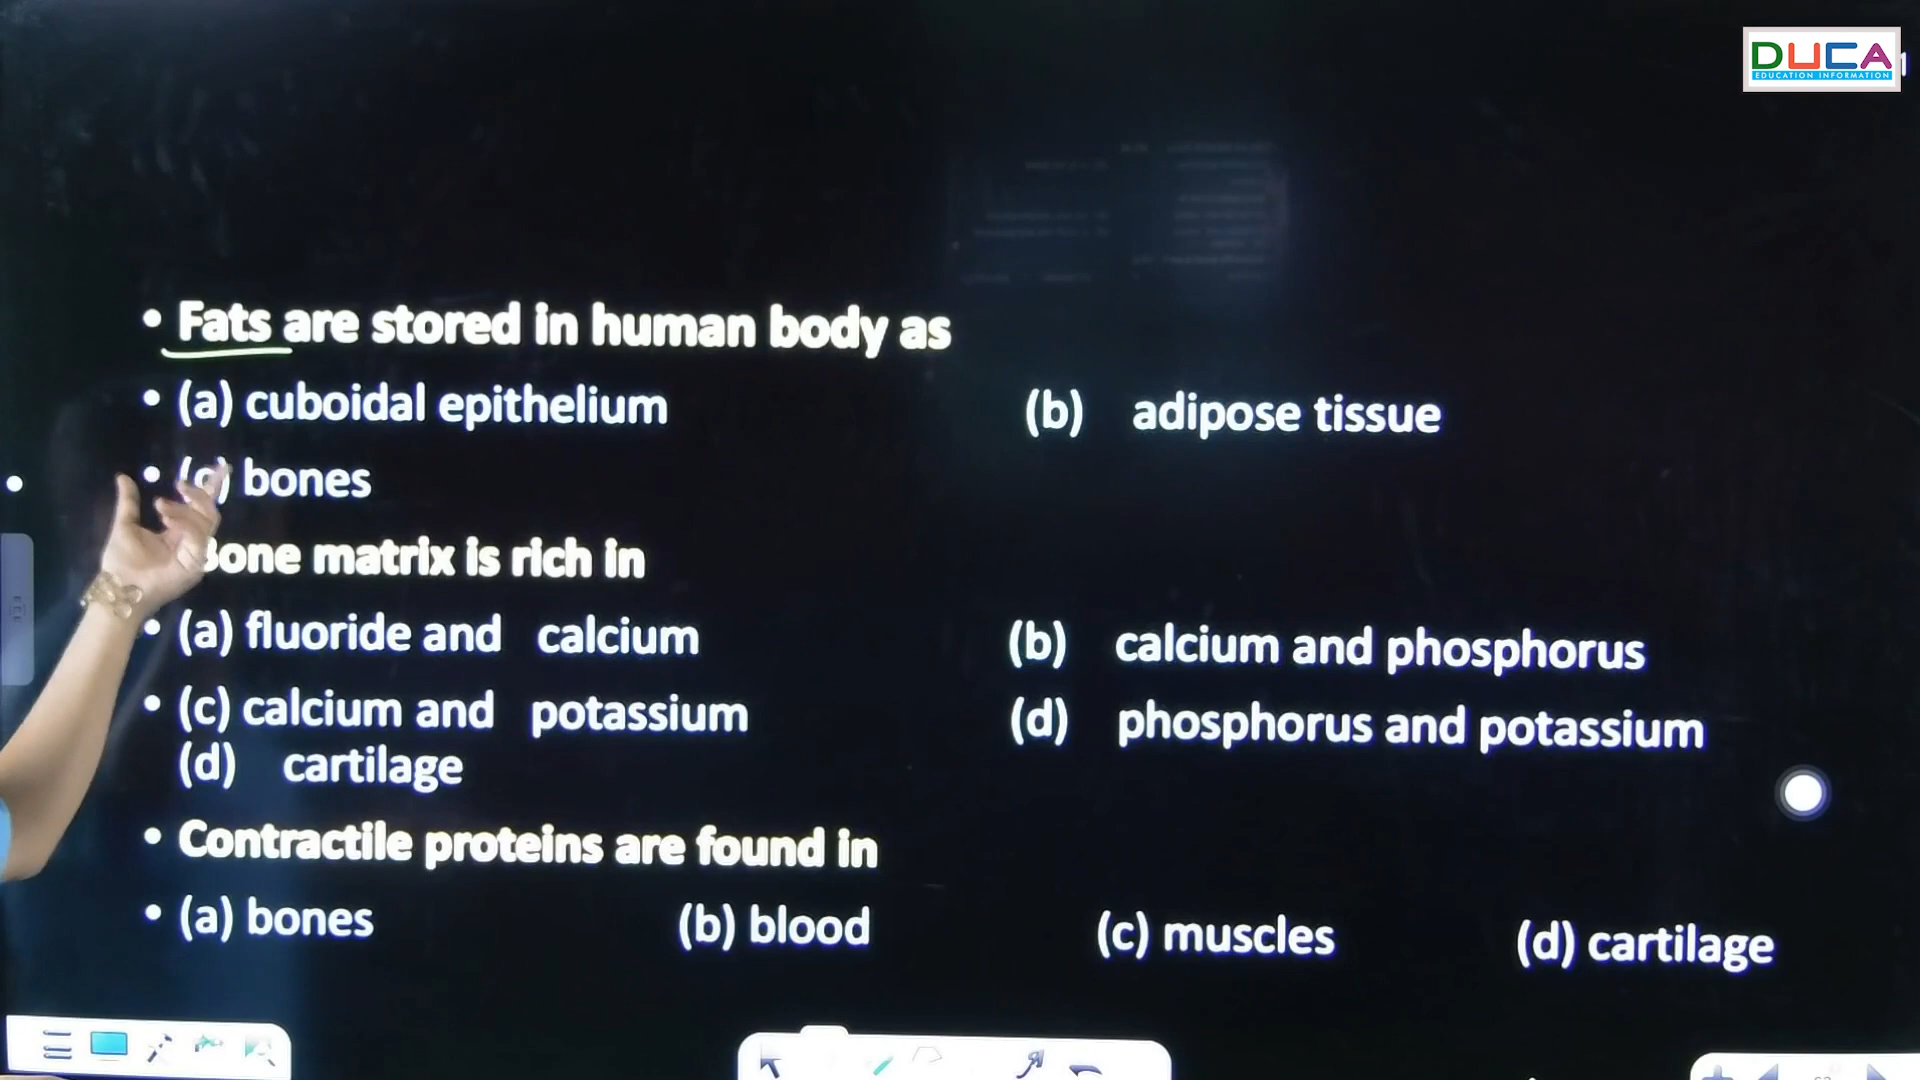 DUCA
EDUCATION INFORMATION
• Fats are stored in human body as
• (a) cuboidal epithelium (b) adipose tissue
• (c) bones
Bone matrix is rich in
• (a) fluoride and calcium (b) calcium and phosphorus
• (c) calcium and potassium (d) phosphorus and potassium
(d) cartilage
• Contractile proteins are found in
• (a) bones (b) blood (c) muscles (d) cartilage